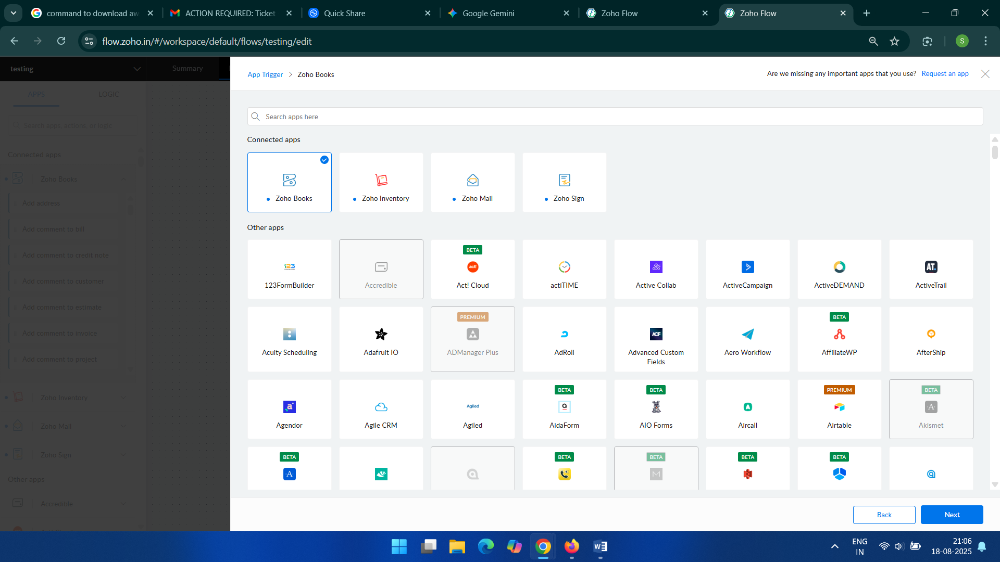 command to download aw
ACTION REQUIRED: Ticket
Quick Share
Google Gemini
Zoho Flow
Zoho Flow
flow.zoho.in/#/workspace/default/flows/testing/edit
S
testing
Summary
App Trigger > Zoho Books
Are we missing any important apps that you use? Request an app
APPS
LOGIC
Search apps, actions, or logic
Connected apps
Zoho Books
Add address
Add comment to bill
Add comment to credit note
Add comment to customer
Add comment to estimate
Add comment to invoice
Add comment to project
Zoho Inventory
Zoho Mail
Zoho Sign
Other apps
Accredible
Search apps here
Connected apps
Zoho Books
Zoho Inventory
Zoho Mail
Zoho Sign
Other apps
123
123FormBuilder
Accredible
BETA
act!
Act! Cloud
actiTIME
Active Collab
ActiveCampaign
ActiveDEMAND
AT.
ActiveTrail
Acuity Scheduling
Adafruit IO
PREMIUM
ADManager Plus
AdRoll
ACF
Advanced Custom
Fields
Aero Workflow
BETA
AffiliateWP
AfterShip
a
Agendor
Agile CRM
Agiled
Agiled
BETA
a
AidaForm
BETA
AIO Forms
Aircall
PREMIUM
Airtable
BETA
A
Akismet
BETA
A
BETA
BETA
M
BETA
BETA
Back
Next
W
ENG
IN
21:06
18-08-2025